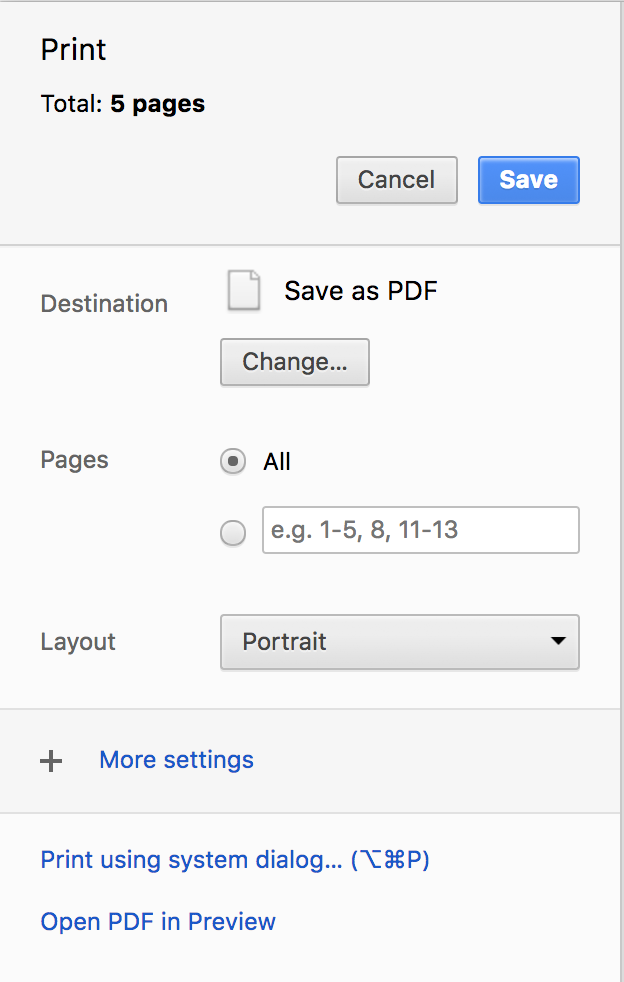 Print
Total: 5 pages
Cancel Save
Destination Save as PDF
Change...
Pages All
e.g. 1-5, 8, 11-13
Layout Portrait
More settings
Print using system dialog... (⌥⌘P)
Open PDF in Preview